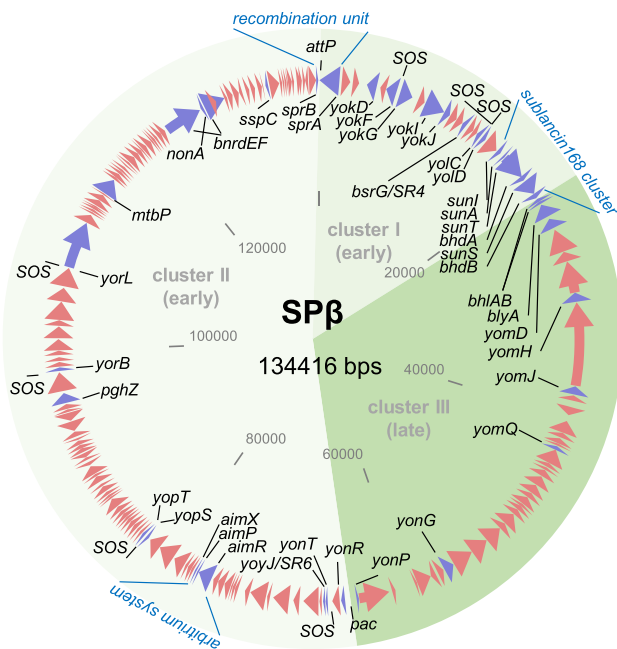 recombination unit
attP
SOS
SOS
SOS
sublancin168 cluster
sspC
sprB
sprA
yokD
yokF
yokG
yokI
yokJ
bnrdEF
nonA
yolC
yolD
bsrG/SR4
mtbP
sunI
sunA
sunT
bhdA
sunS
bhdB
cluster I
(early)
120000
20000
SOS
yorL
cluster II
(early)
SPβ
134416 bps
bhlAB
blyA
yomD
yomH
100000
yorB
SOS
pghZ
40000
yomJ
cluster III
(late)
yomQ
80000
60000
yopT
yopS
SOS
aimX
aimP
aimR
yoyJ/SR6
yonT
yonR
yonP
yonG
arbitrium system
SOS
pac